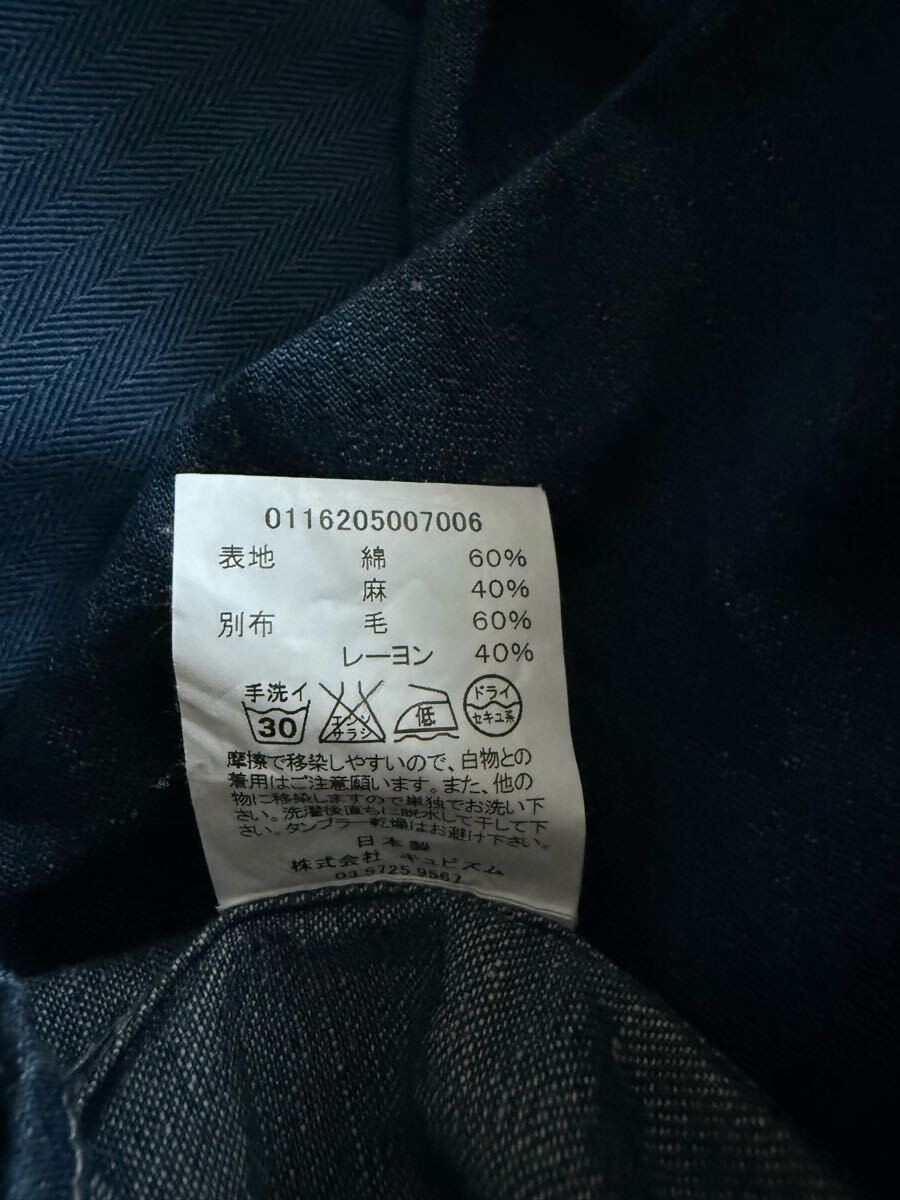 0116205007006
表地 綿 60%
麻 40%
別布 毛 60%
レーヨン 40%
手洗イ
30
エンソ
サラシ
低
ドライ
セキユ系
摩擦で移染しやすいので、白物との
着用はご注意願います。また、他の
物に移染しますので単独でお洗い下
さい。洗濯後直ちに脱水して干して下
さい。タンブラー乾燥はお避け下さい。
日本製
株式会社 キュビズム
03 5725 9567